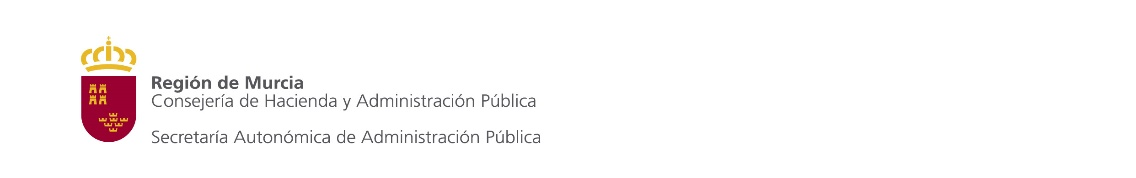 Región de Murcia
Consejería de Hacienda y Administración Pública
Secretaría Autonómica de Administración Pública